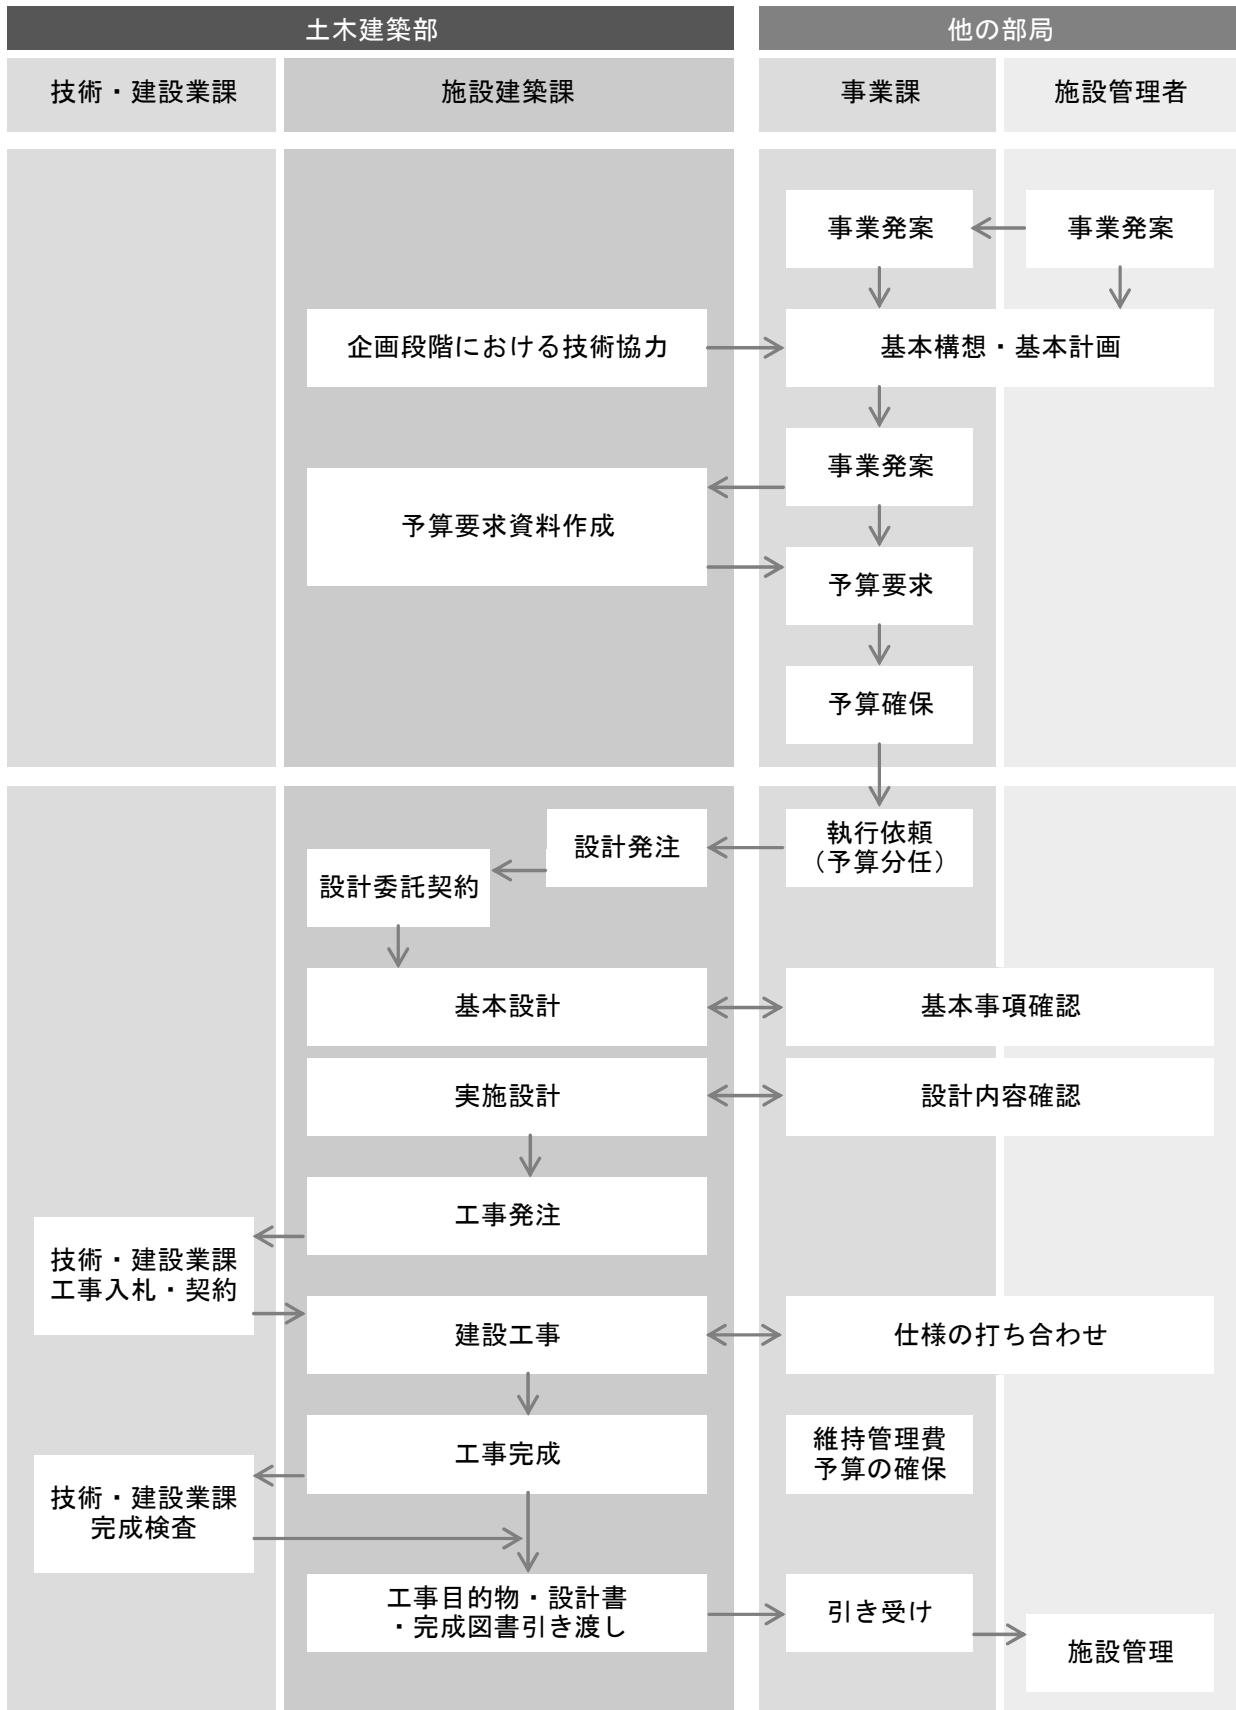 土木建築部
他の部局
技術・建設業課
施設建築課
事業課
施設管理者
事業発案
事業発案
企画段階における技術協力
基本構想・基本計画
事業発案
予算要求資料作成
予算要求
予算確保
設計発注
執行依頼
(予算分任)
設計委託契約
基本設計
基本事項確認
実施設計
設計内容確認
工事発注
技術・建設業課
工事入札・契約
建設工事
仕様の打ち合わせ
工事完成
維持管理費
予算の確保
技術・建設業課
完成検査
工事目的物・設計書
・完成図書引き渡し
引き受け
施設管理